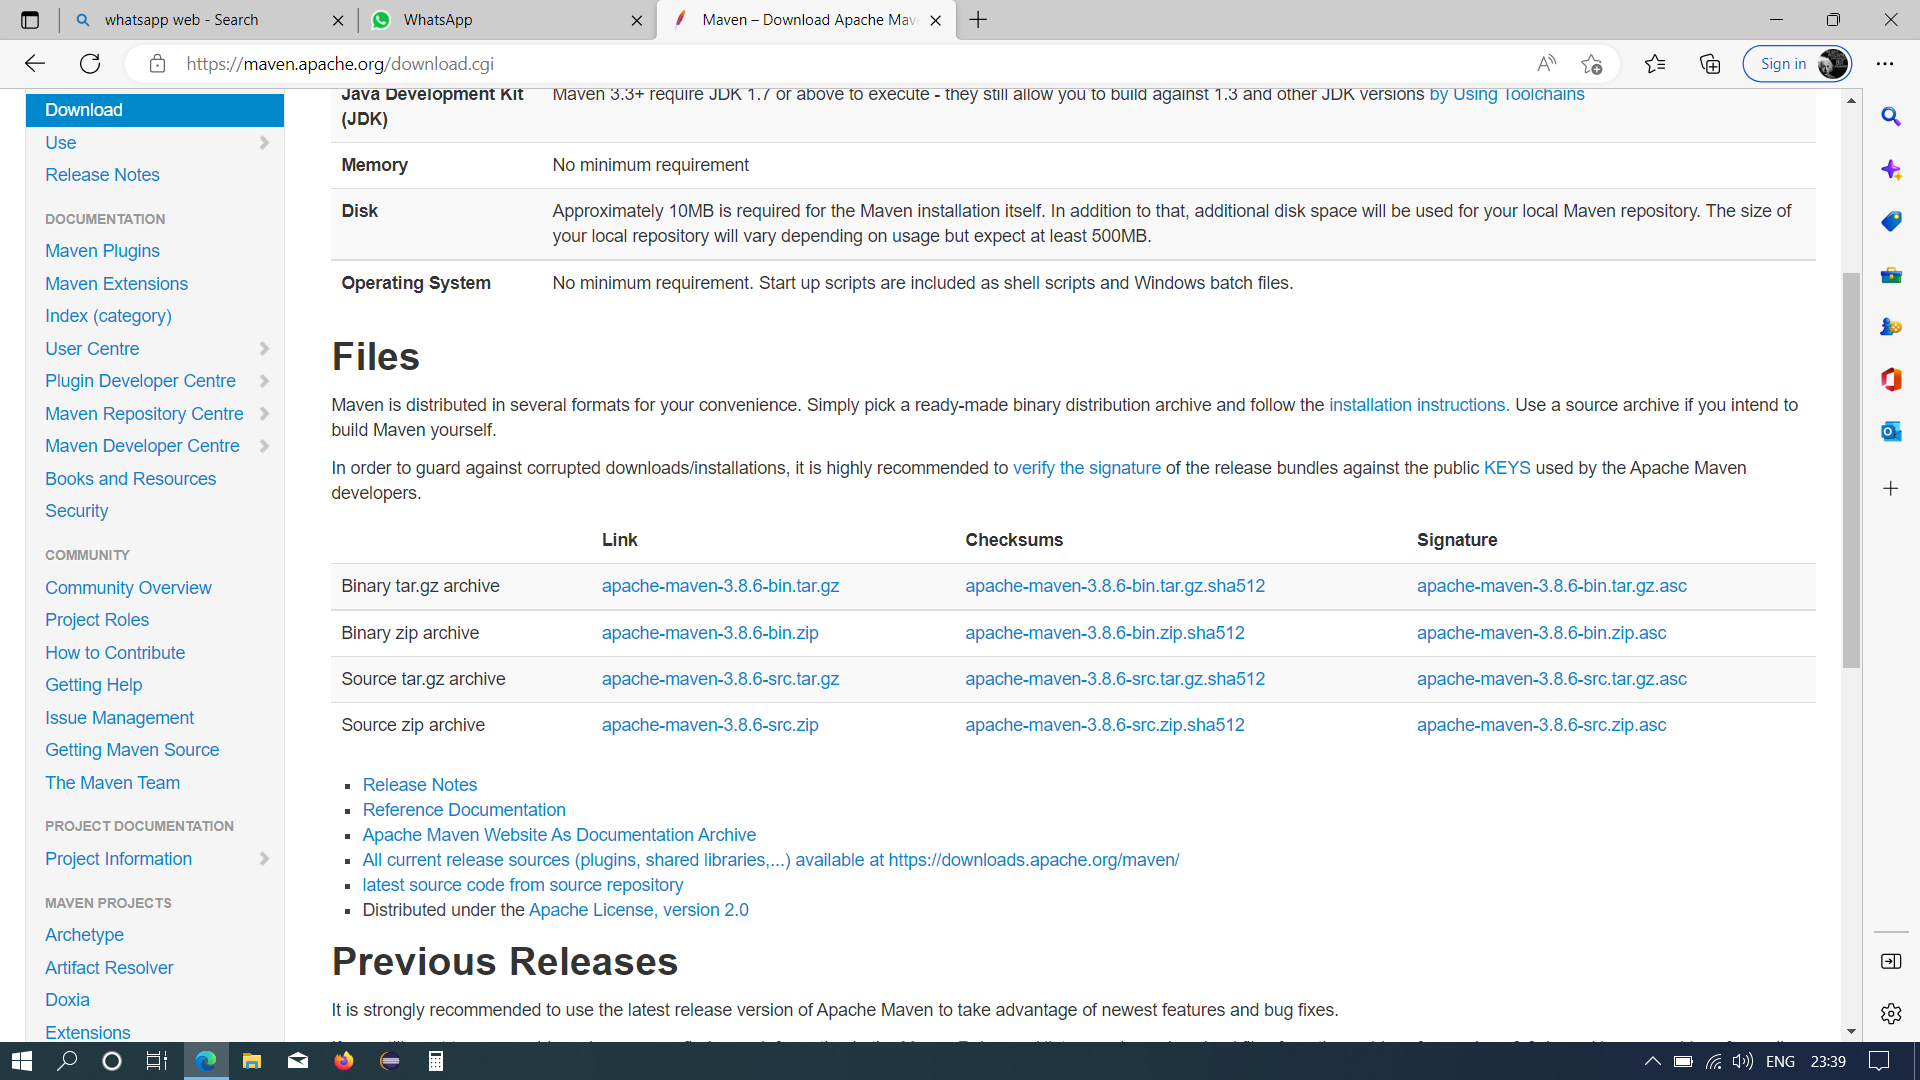 whatsapp web - Search
WhatsApp
Maven – Download Apache Mav
https://maven.apache.org/download.cgi
Sign in
Download
Use
Release Notes
DOCUMENTATION
Maven Plugins
Maven Extensions
Index (category)
User Centre
Plugin Developer Centre
Maven Repository Centre
Maven Developer Centre
Books and Resources
Security
COMMUNITY
Community Overview
Project Roles
How to Contribute
Getting Help
Issue Management
Getting Maven Source
The Maven Team
PROJECT DOCUMENTATION
Project Information
MAVEN PROJECTS
Archetype
Artifact Resolver
Doxia
Extensions
Java Development Kit (JDK) Maven 3.3+ require JDK 1.7 or above to execute - they still allow you to build against 1.3 and other JDK versions by Using Toolchains
Memory No minimum requirement
Disk Approximately 10MB is required for the Maven installation itself. In addition to that, additional disk space will be used for your local Maven repository. The size of
your local repository will vary depending on usage but expect at least 500MB.
Operating System No minimum requirement. Start up scripts are included as shell scripts and Windows batch files.
Files
Maven is distributed in several formats for your convenience. Simply pick a ready-made binary distribution archive and follow the installation instructions. Use a source archive if you intend to
build Maven yourself.
In order to guard against corrupted downloads/installations, it is highly recommended to verify the signature of the release bundles against the public KEYS used by the Apache Maven
developers.
Link Checksums Signature
Binary tar.gz archive apache-maven-3.8.6-bin.tar.gz apache-maven-3.8.6-bin.tar.gz.sha512 apache-maven-3.8.6-bin.tar.gz.asc
Binary zip archive apache-maven-3.8.6-bin.zip apache-maven-3.8.6-bin.zip.sha512 apache-maven-3.8.6-bin.zip.asc
Source tar.gz archive apache-maven-3.8.6-src.tar.gz apache-maven-3.8.6-src.tar.gz.sha512 apache-maven-3.8.6-src.tar.gz.asc
Source zip archive apache-maven-3.8.6-src.zip apache-maven-3.8.6-src.zip.sha512 apache-maven-3.8.6-src.zip.asc
Release Notes
Reference Documentation
Apache Maven Website As Documentation Archive
All current release sources (plugins, shared libraries,...) available at https://downloads.apache.org/maven/
latest source code from source repository
Distributed under the Apache License, version 2.0
Previous Releases
It is strongly recommended to use the latest release version of Apache Maven to take advantage of newest features and bug fixes.
ENG 23:39